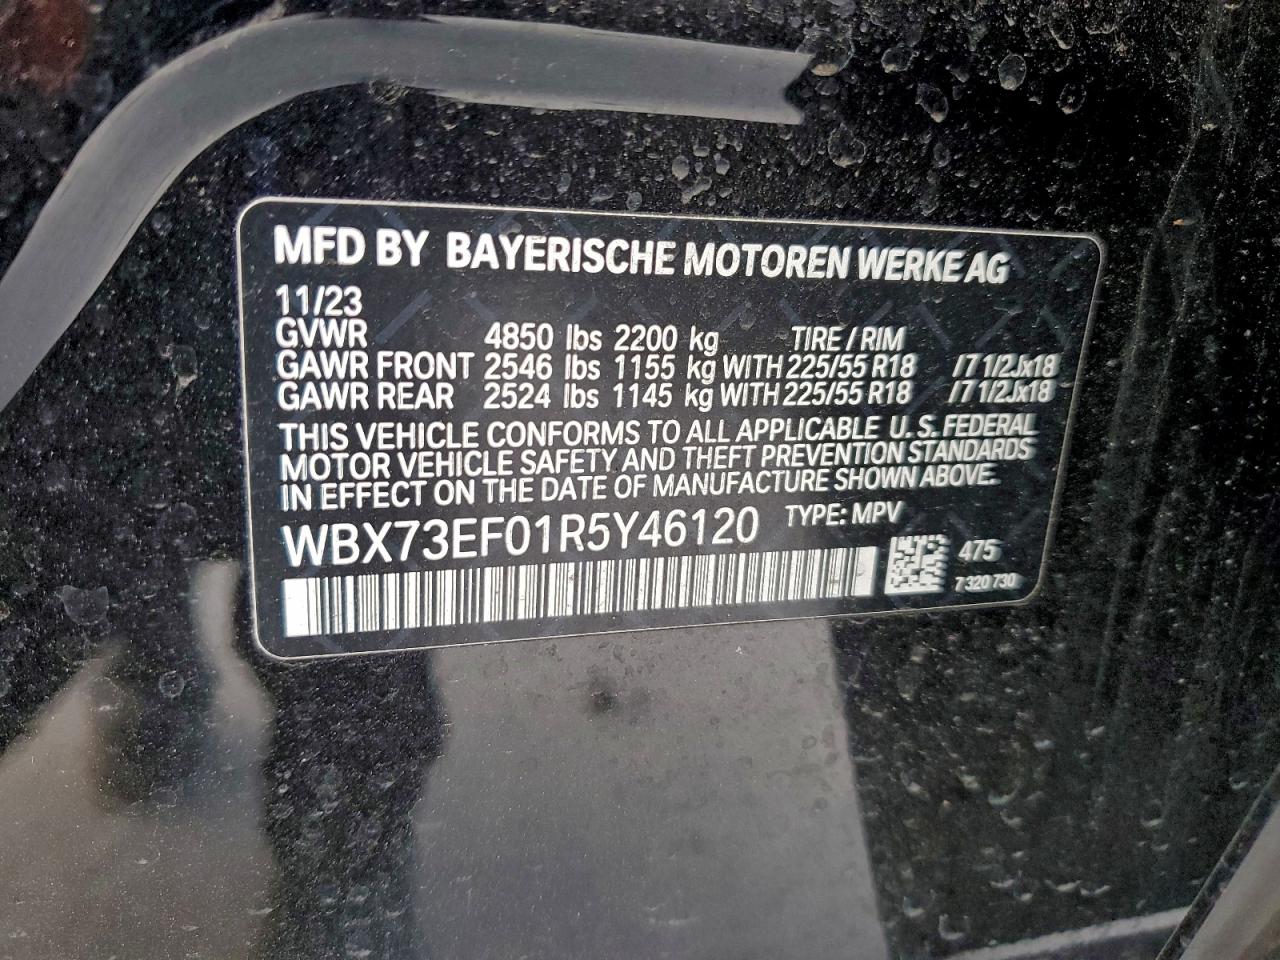 MFD BY BAYERISCHE MOTOREN WERKE AG
11/23
GVWR 4850 lbs 2200 kg TIRE / RIM
GAWR FRONT 2546 lbs 1155 kg WITH 225/55 R18 /7 1/2Jx18
GAWR REAR 2524 lbs 1145 kg WITH 225/55 R18 /7 1/2Jx18
THIS VEHICLE CONFORMS TO ALL APPLICABLE U.S. FEDERAL
MOTOR VEHICLE SAFETY AND THEFT PREVENTION STANDARDS
IN EFFECT ON THE DATE OF MANUFACTURE SHOWN ABOVE.
WBX73EF01R5Y46120 TYPE: MPV
475
7 320 730